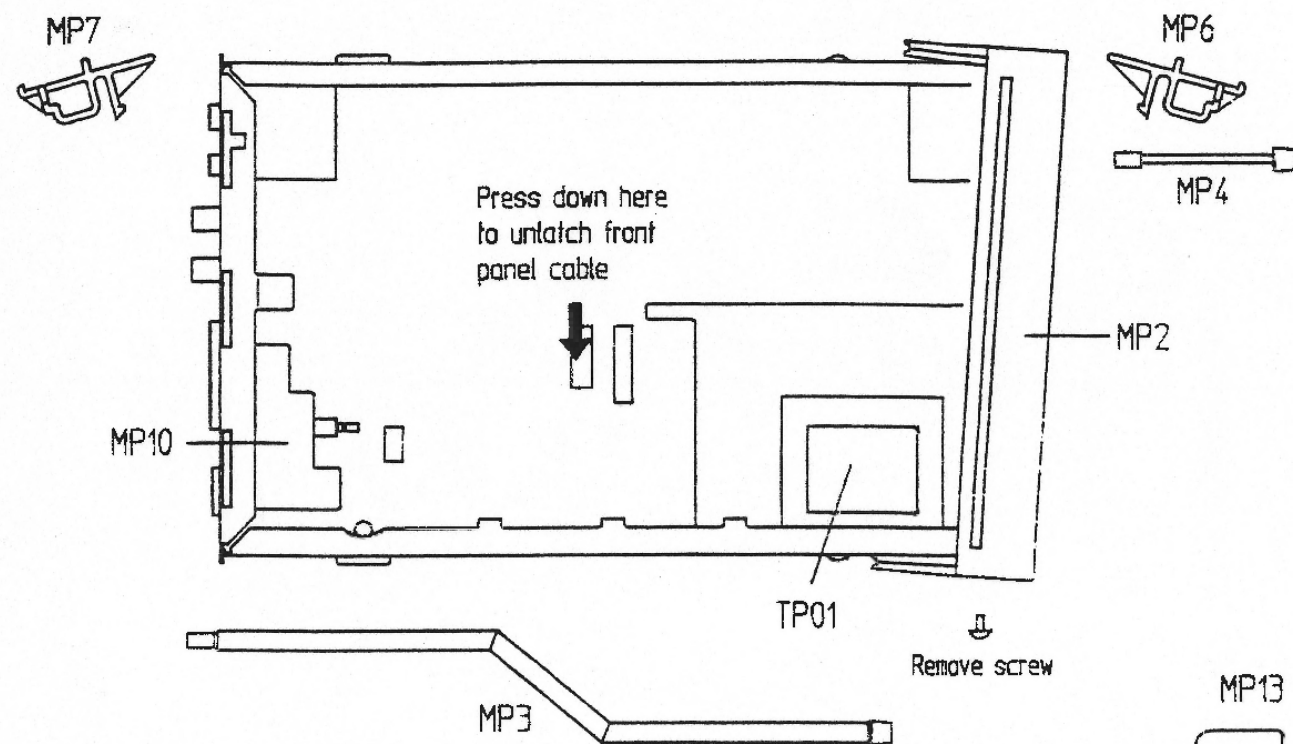 MP7
MP6
MP4
Press down here
to unlatch front
panel cable
MP2
MP10
TP01
Remove screw
MP3
MP13